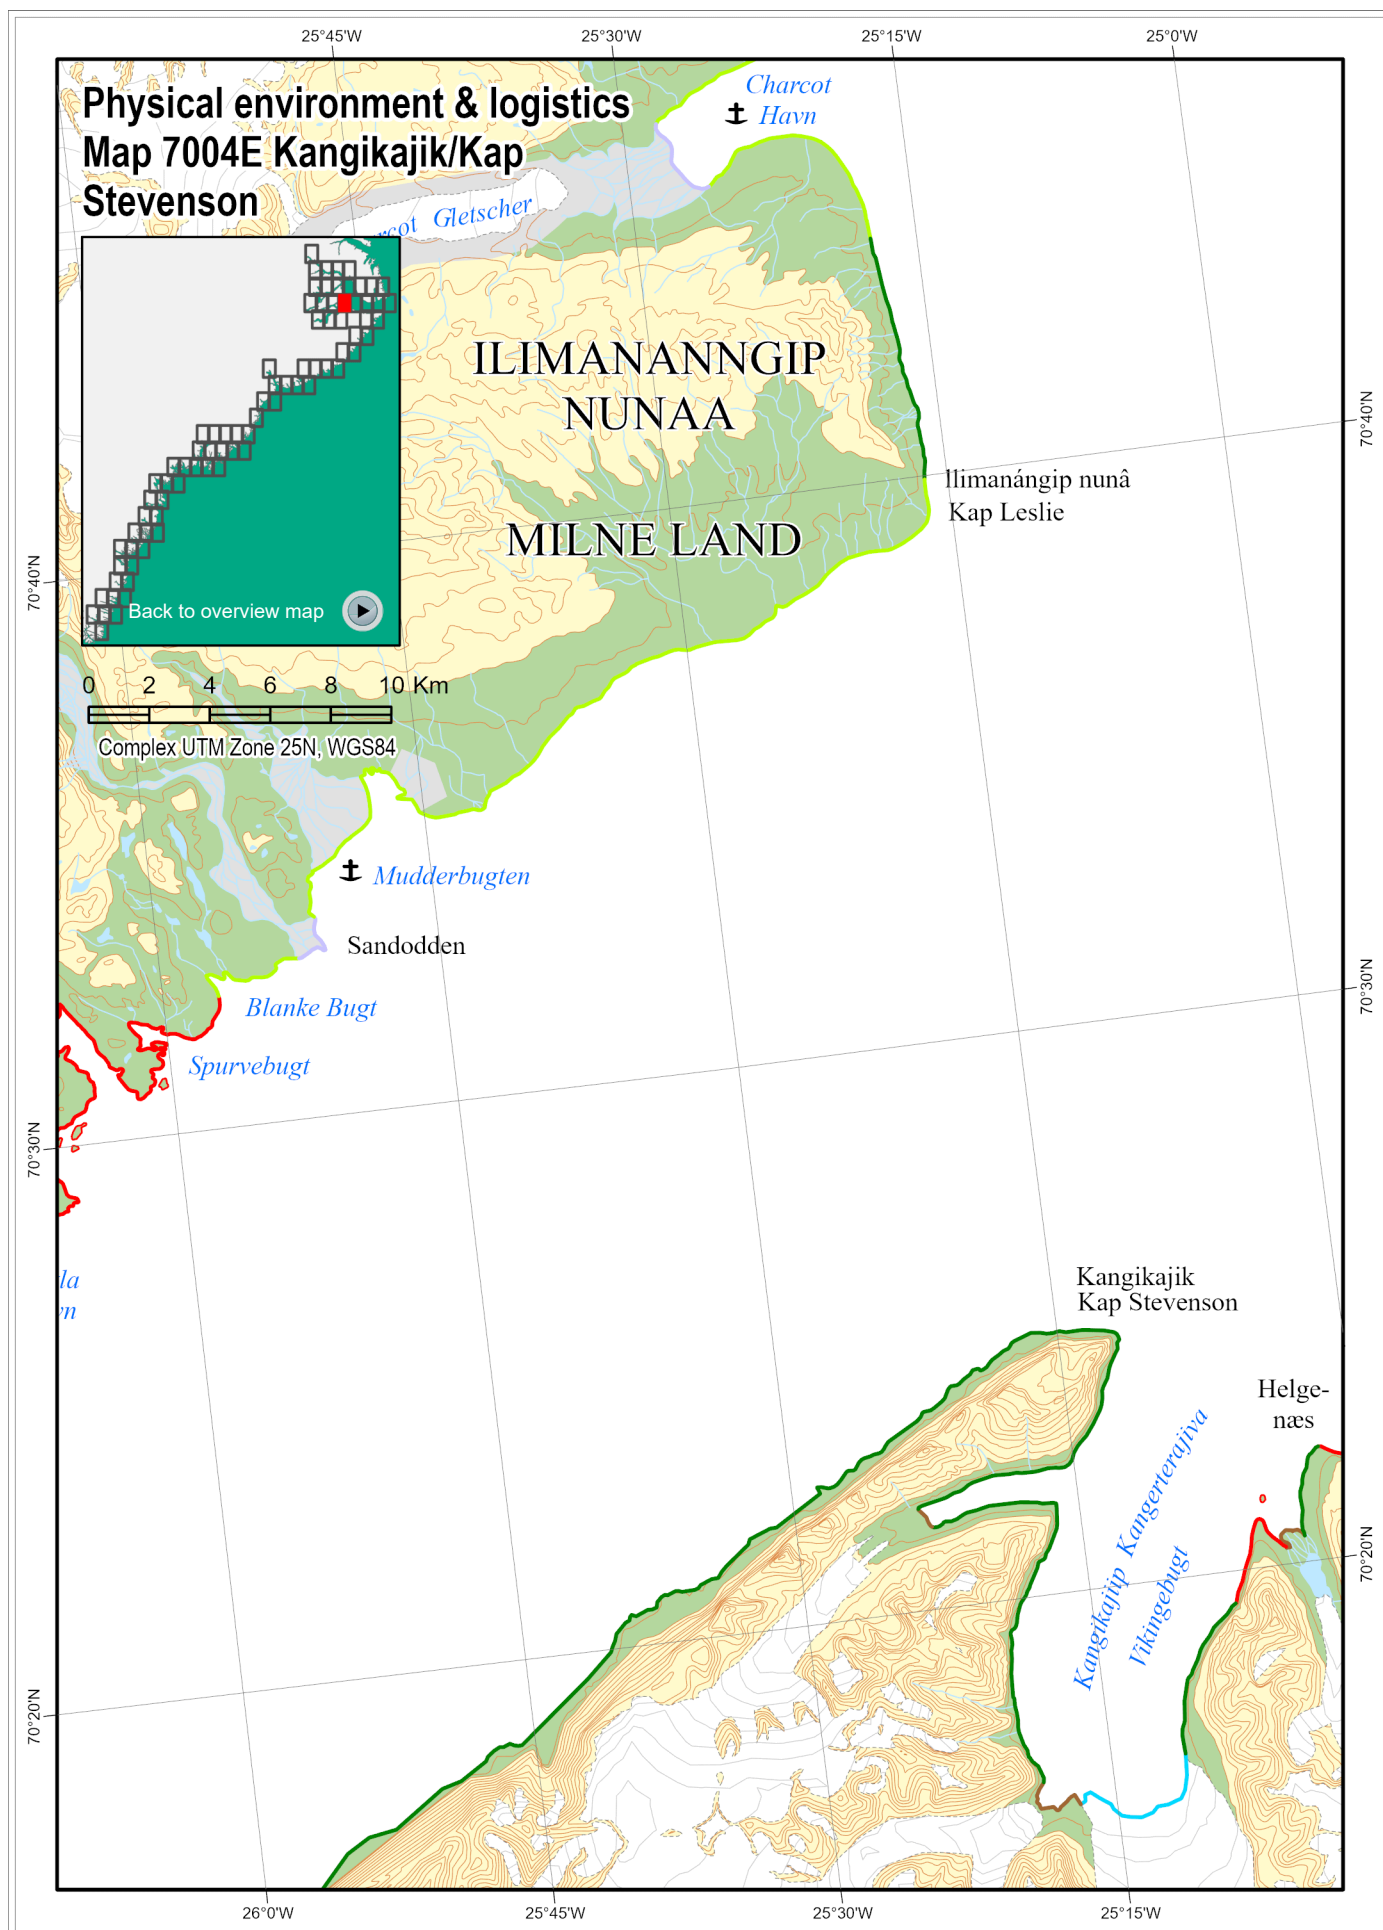 25°45'W
25°30'W
25°15'W
25°0'W
Physical environment & logistics
Map 7004E Kangikajik/Kap
Stevenson
Charcot
Havn
rcot Gletscher
ILIMANANNGIP
NUNAA
MILNE LAND
Ilimanángip nunâ
Kap Leslie
70°40'N
70°40'N
Back to overview map
0 2 4 6 8 10 Km
Complex UTM Zone 25N, WGS84
Mudderbugten
Sandodden
Blanke Bugt
Spurvebugt
70°30'N
70°30'N
la
n
Kangikajik
Kap Stevenson
Helge-
næs
Kangikajiip Kangerterajiva
Vikingebugt
70°20'N
70°20'N
26°0'W
25°45'W
25°30'W
25°15'W